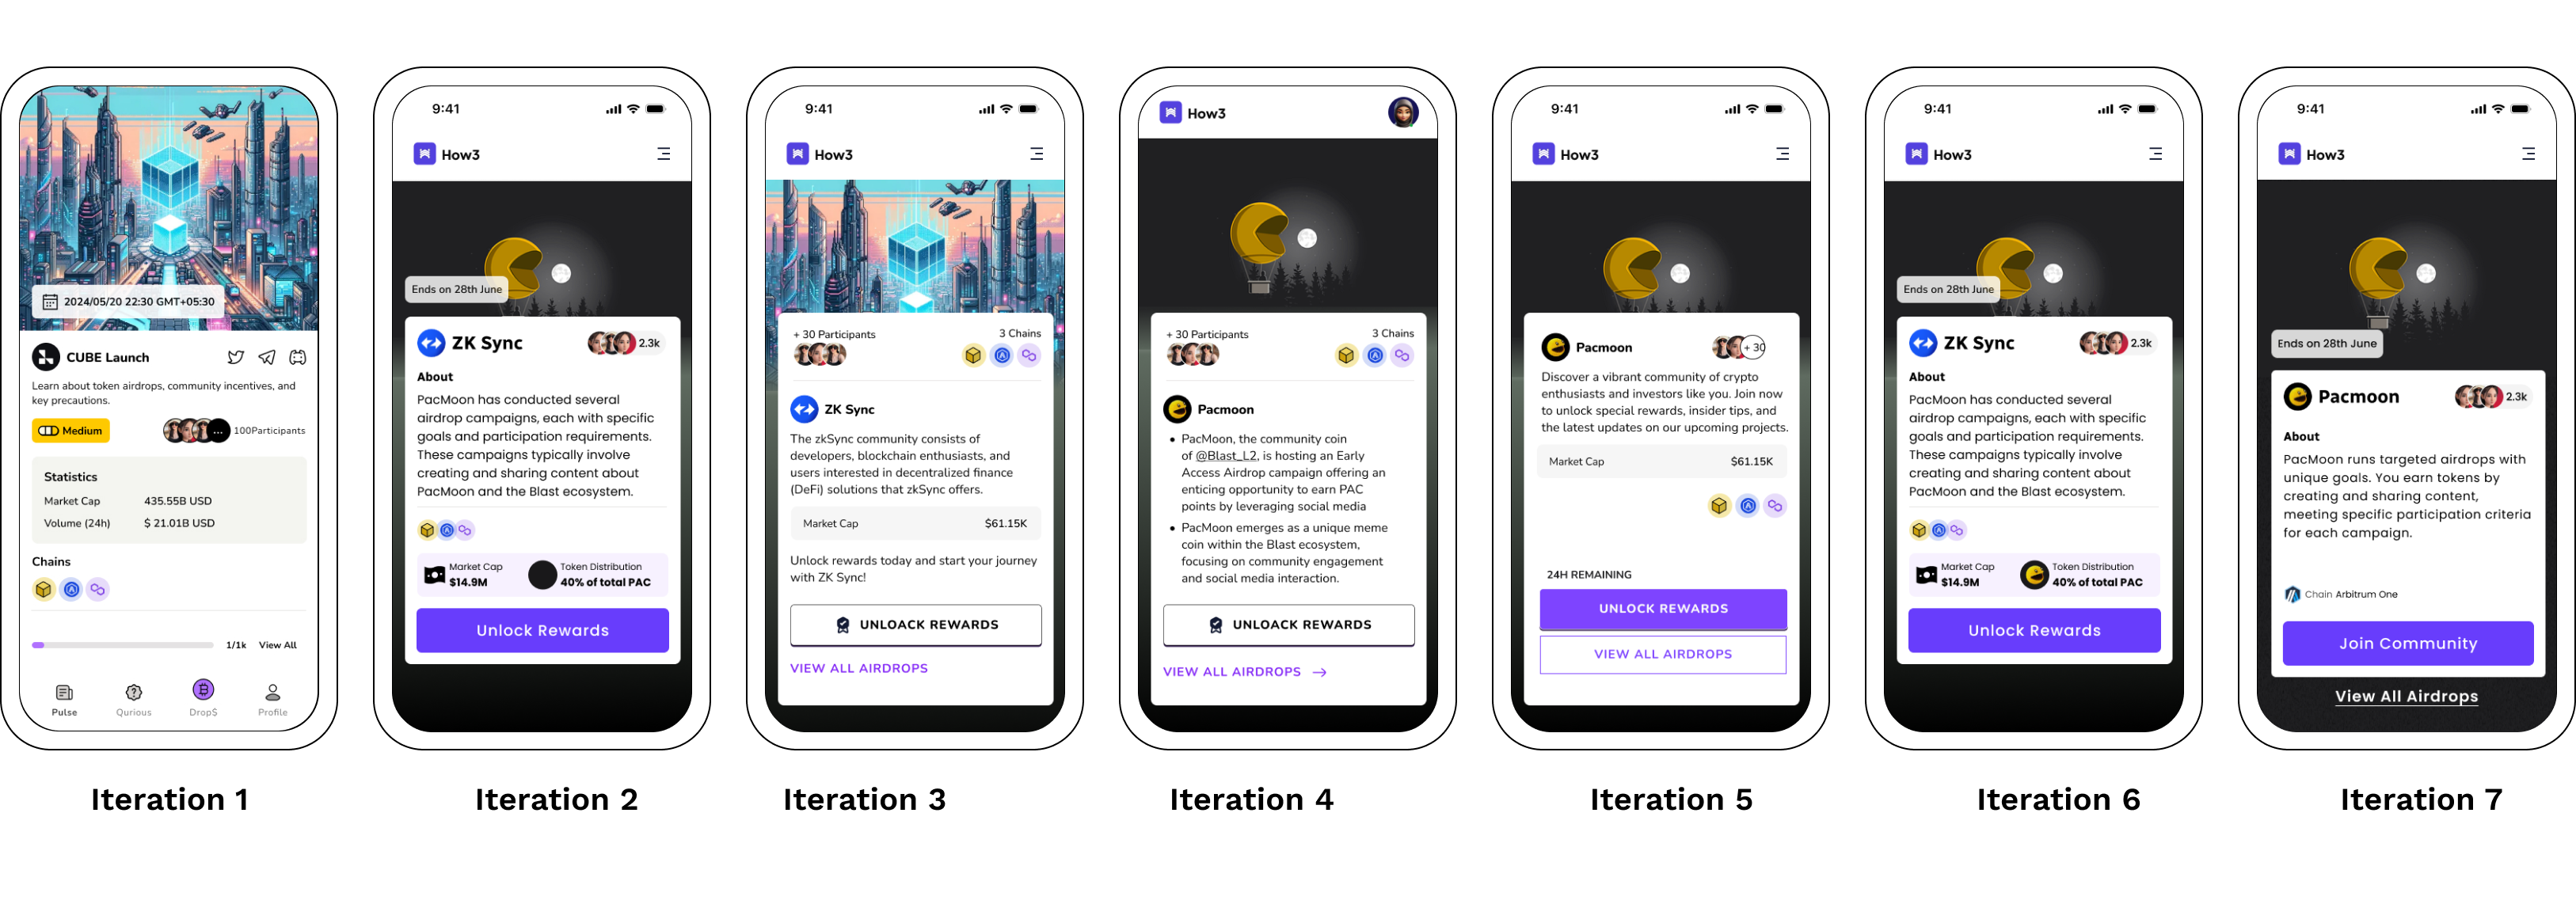 2024/05/20 22:30 GMT+05:30
CUBE Launch
Learn about token airdrops, community incentives, and
key precautions.
Medium
... 100Participants
Statistics
Market Cap 435.55B USD
Volume (24h) $ 21.01B USD
Chains
1/1k View All
Pulse Qurious Drop$ Profile
Iteration 1
9:41
How3
Ends on 28th June
ZK Sync 2.3k
About
PacMoon has conducted several
airdrop campaigns, each with specific
goals and participation requirements.
These campaigns typically involve
creating and sharing content about
PacMoon and the Blast ecosystem.
Market Cap
$14.9M
Token Distribution
40% of total PAC
Unlock Rewards
Iteration 2
9:41
How3
+ 30 Participants 3 Chains
ZK Sync
The zkSync community consists of
developers, blockchain enthusiasts, and
users interested in decentralized finance
(DeFi) solutions that zkSync offers.
Market Cap $61.15K
Unlock rewards today and start your journey
with ZK Sync!
UNLOACK REWARDS
VIEW ALL AIRDROPS
Iteration 3
How3
+ 30 Participants 3 Chains
Pacmoon
• PacMoon, the community coin
of @Blast_L2, is hosting an Early
Access Airdrop campaign offering an
enticing opportunity to earn PAC
points by leveraging social media
• PacMoon emerges as a unique meme
coin within the Blast ecosystem,
focusing on community engagement
and social media interaction.
UNLOACK REWARDS
VIEW ALL AIRDROPS →
Iteration 4
9:41
How3
Pacmoon + 30
Discover a vibrant community of crypto
enthusiasts and investors like you. Join now
to unlock special rewards, insider tips, and
the latest updates on our upcoming projects.
Market Cap $61.15K
24H REMAINING
UNLOCK REWARDS
VIEW ALL AIRDROPS
Iteration 5
9:41
How3
Ends on 28th June
ZK Sync 2.3k
About
PacMoon has conducted several
airdrop campaigns, each with specific
goals and participation requirements.
These campaigns typically involve
creating and sharing content about
PacMoon and the Blast ecosystem.
Market Cap
$14.9M
Token Distribution
40% of total PAC
Unlock Rewards
Iteration 6
9:41
How3
Ends on 28th June
Pacmoon 2.3k
About
PacMoon runs targeted airdrops with
unique goals. You earn tokens by
creating and sharing content,
meeting specific participation criteria
for each campaign.
Chain Arbitrum One
Join Community
View All Airdrops
Iteration 7